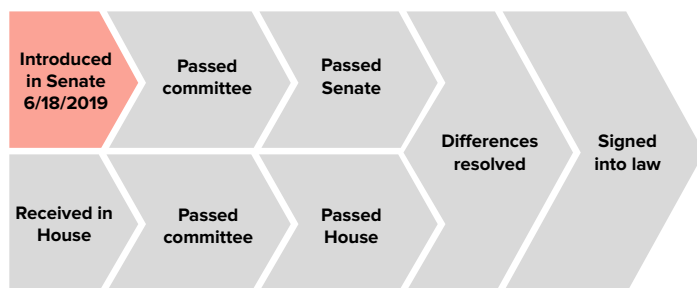 Introduced
in Senate
6/18/2019
Passed
committee
Passed
Senate
Differences
resolved
Signed
into law
Received in
House
Passed
committee
Passed
House